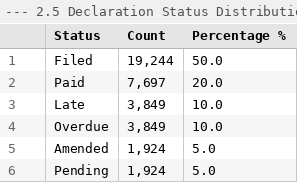 --- 2.5 Declaration Status
Status Count Percentage %
1 Filed 19,244 50.0
2 Paid 7,697 20.0
3 Late 3,849 10.0
4 Overdue 3,849 10.0
5 Amended 1,924 5.0
6 Pending 1,924 5.0